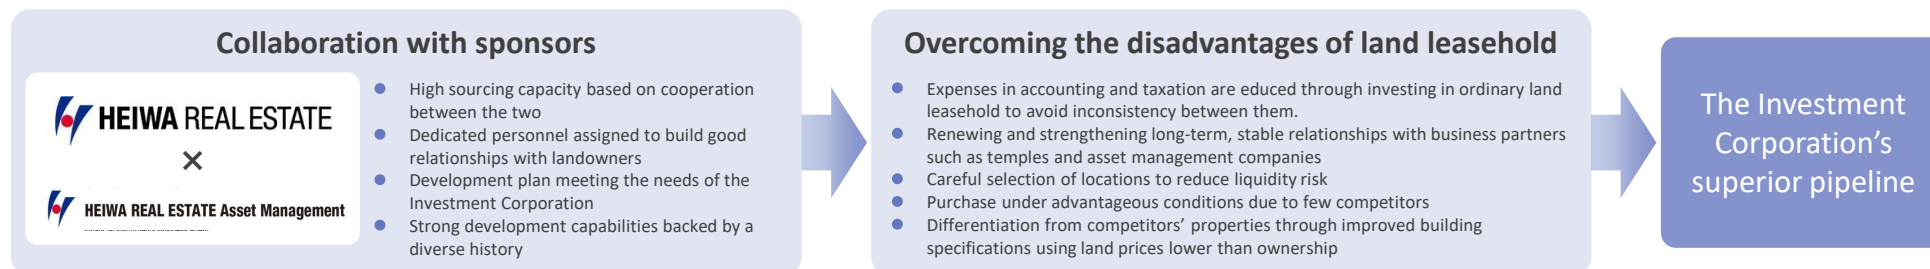 Collaboration with sponsors
HEIWA REAL ESTATE
×
HEIWA REAL ESTATE Asset Management
● High sourcing capacity based on cooperation
between the two
● Dedicated personnel assigned to build good
relationships with landowners
● Development plan meeting the needs of the
Investment Corporation
● Strong development capabilities backed by a
diverse history
Overcoming the disadvantages of land leasehold
● Expenses in accounting and taxation are educed through investing in ordinary land
leasehold to avoid inconsistency between them.
● Renewing and strengthening long-term, stable relationships with business partners
such as temples and asset management companies
● Careful selection of locations to reduce liquidity risk
● Purchase under advantageous conditions due to few competitors
● Differentiation from competitors’ properties through improved building
specifications using land prices lower than ownership
The Investment
Corporation’s
superior pipeline